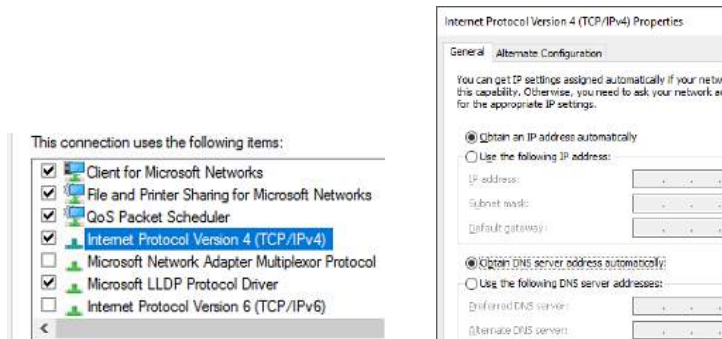 This connection uses the following items:
Client for Microsoft Networks
File and Printer Sharing for Microsoft Networks
QoS Packet Scheduler
Internet Protocol Version 4 (TCP/IPv4)
Microsoft Network Adapter Multiplexor Protocol
Microsoft LLDP Protocol Driver
Internet Protocol Version 6 (TCP/IPv6)
Internet Protocol Version 4 (TCP/IPv4) Properties
General Alternate Configuration
You can get IP settings assigned automatically if your netw
this capability. Otherwise, you need to ask your network a
for the appropriate IP settings.
Obtain an IP address automatically
Use the following IP address:
IP address:
Subnet mask:
Default gateway:
Obtain DNS server address automatically
Use the following DNS server addresses:
Preferred DNS server:
Alternate DNS server: